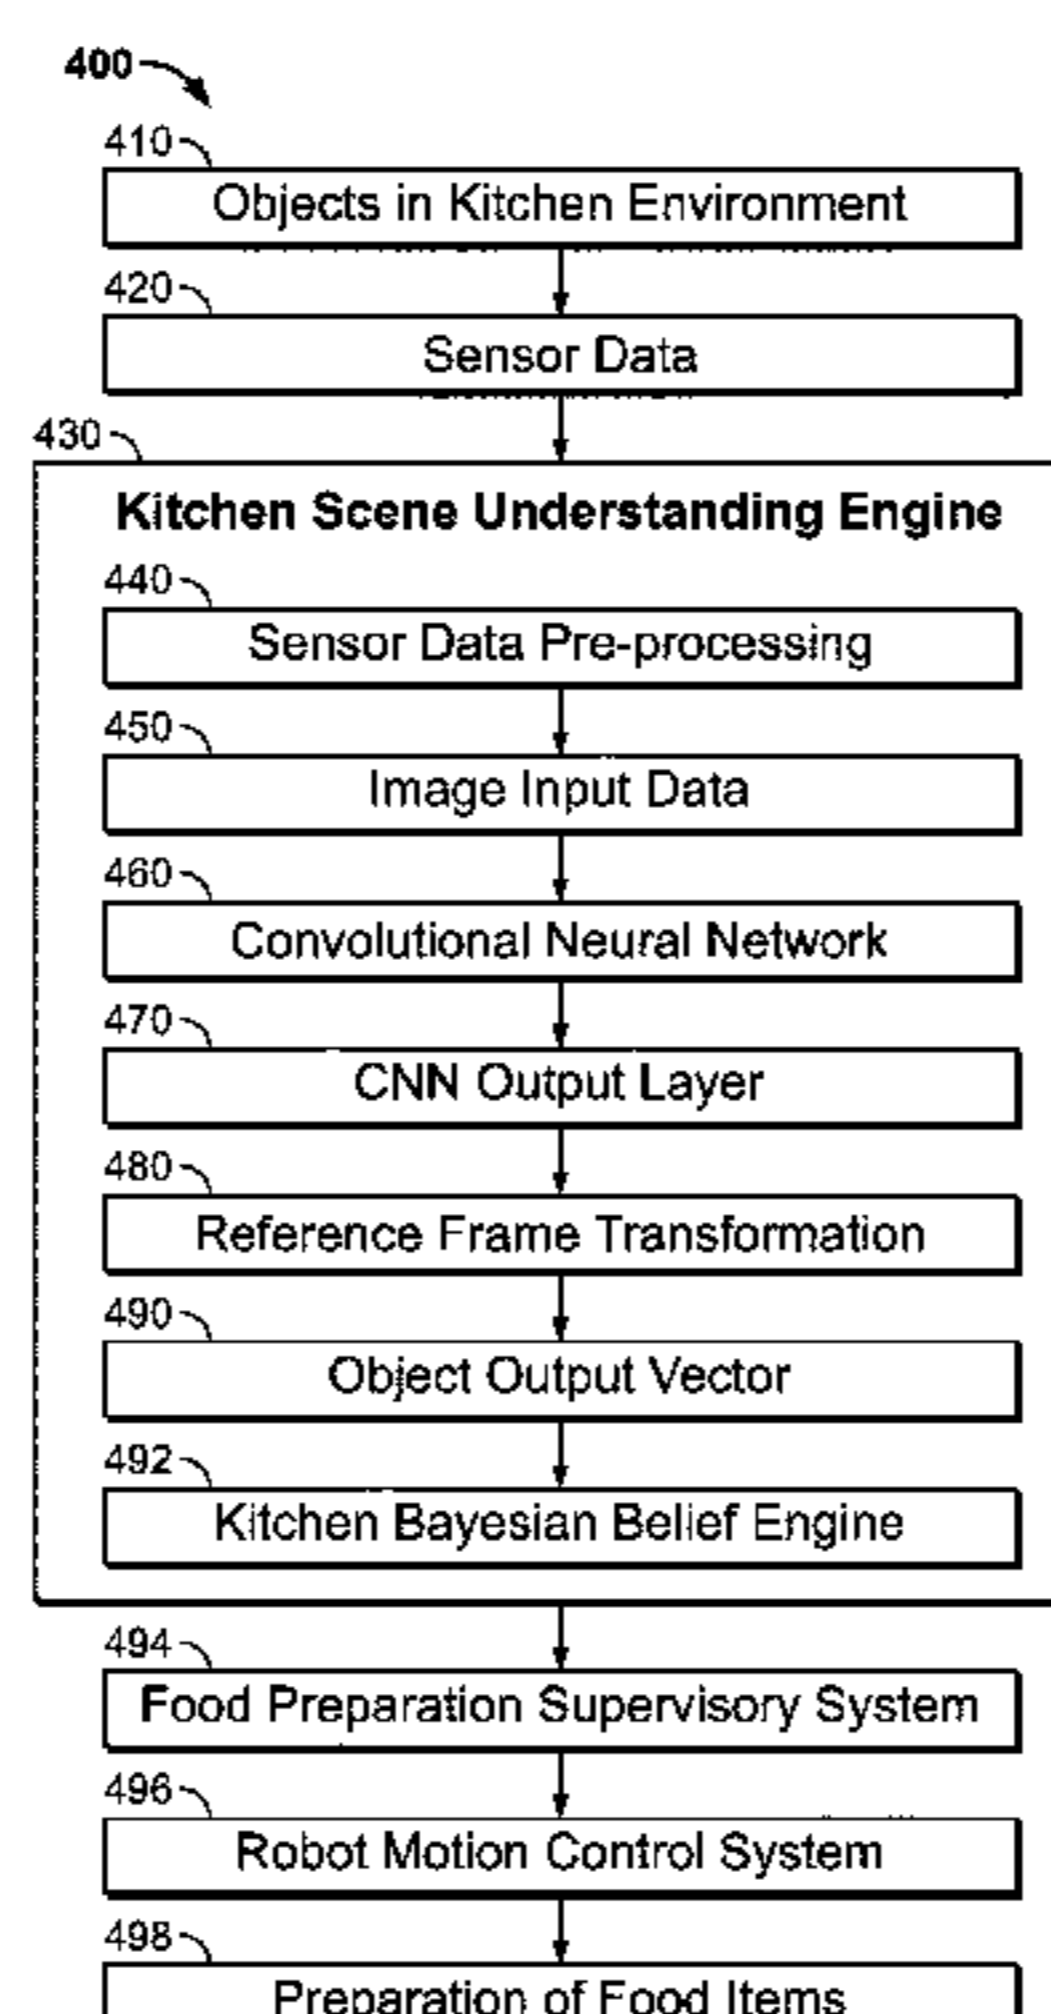 400
410
Objects in Kitchen Environment
420
Sensor Data
430
Kitchen Scene Understanding Engine
440
Sensor Data Pre-processing
450
Image Input Data
460
Convolutional Neural Network
470
CNN Output Layer
480
Reference Frame Transformation
490
Object Output Vector
492
Kitchen Bayesian Belief Engine
494
Food Preparation Supervisory System
496
Robot Motion Control System
498
Preparation of Food Items